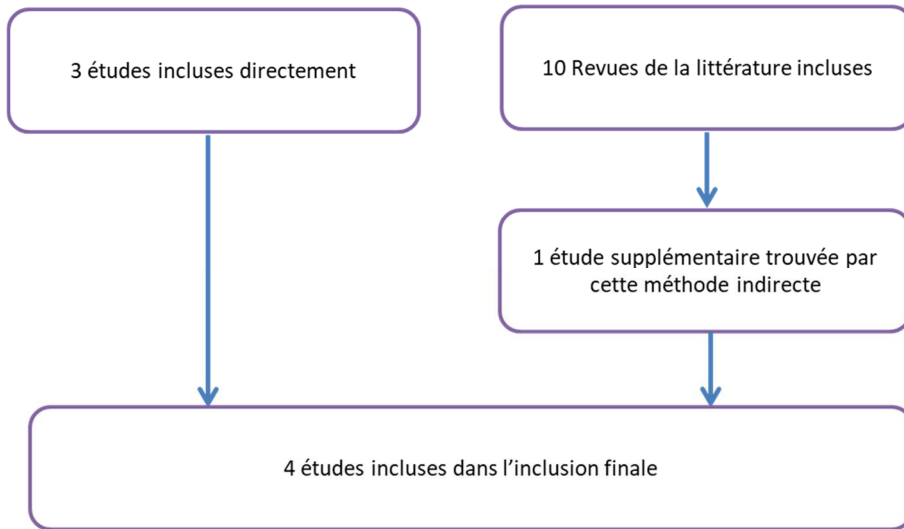 3 études incluses directement
10 Revues de la littérature incluses
1 étude supplémentaire trouvée par
cette méthode indirecte
4 études incluses dans l'inclusion finale